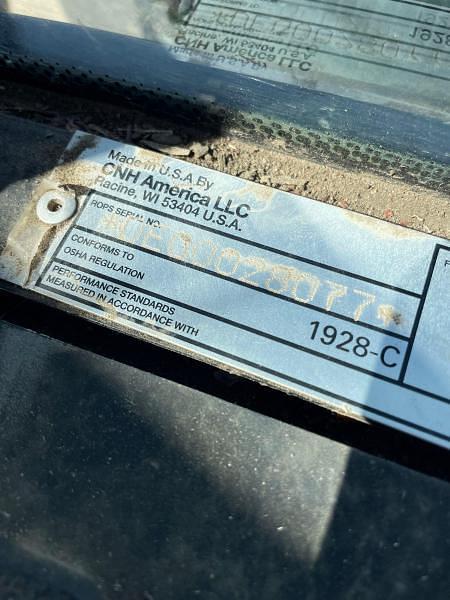 Made in U.S.A. By
CNH America LLC
Racine, WI 53404 U.S.A.
ROPS SERIAL NO.
CONFORMS TO
OSHA REGULATION
PERFORMANCE STANDARDS
MEASURED IN ACCORDANCE WITH
1928-C